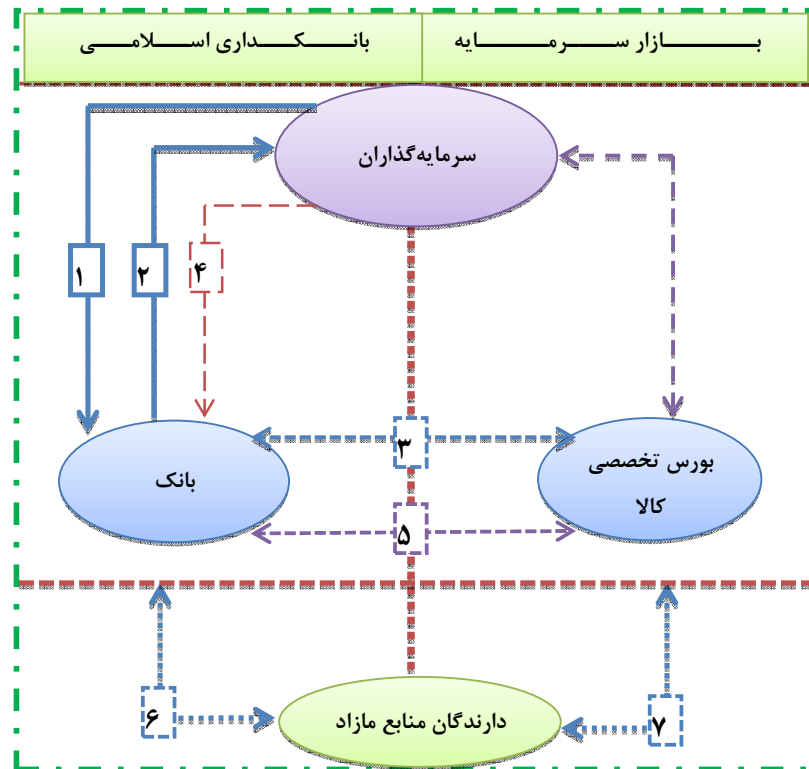 بازار سرمایه
بانکداری اسلامی
سرمایه‌گذاران
۱
۲
۴
۳
بورس تخصصی
کالا
بانک
۵
۶
دارندگان منابع مازاد
۷